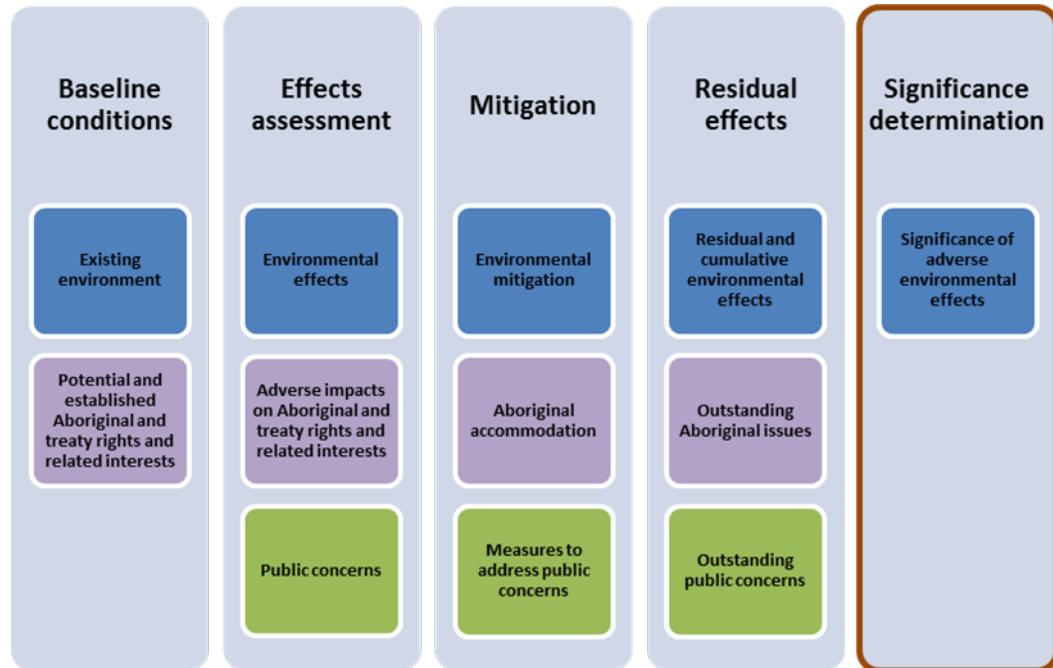 Baseline
conditions
Existing
environment
Potential and
established
Aboriginal and
treaty rights and
related interests
Effects
assessment
Environmental
effects
Adverse impacts
on Aboriginal and
treaty rights and
related interests
Public concerns
Mitigation
Environmental
mitigation
Aboriginal
accommodation
Measures to
address public
concerns
Residual
effects
Residual and
cumulative
environmental
effects
Outstanding
Aboriginal issues
Outstanding
public concerns
Significance
determination
Significance of
adverse
environmental
effects